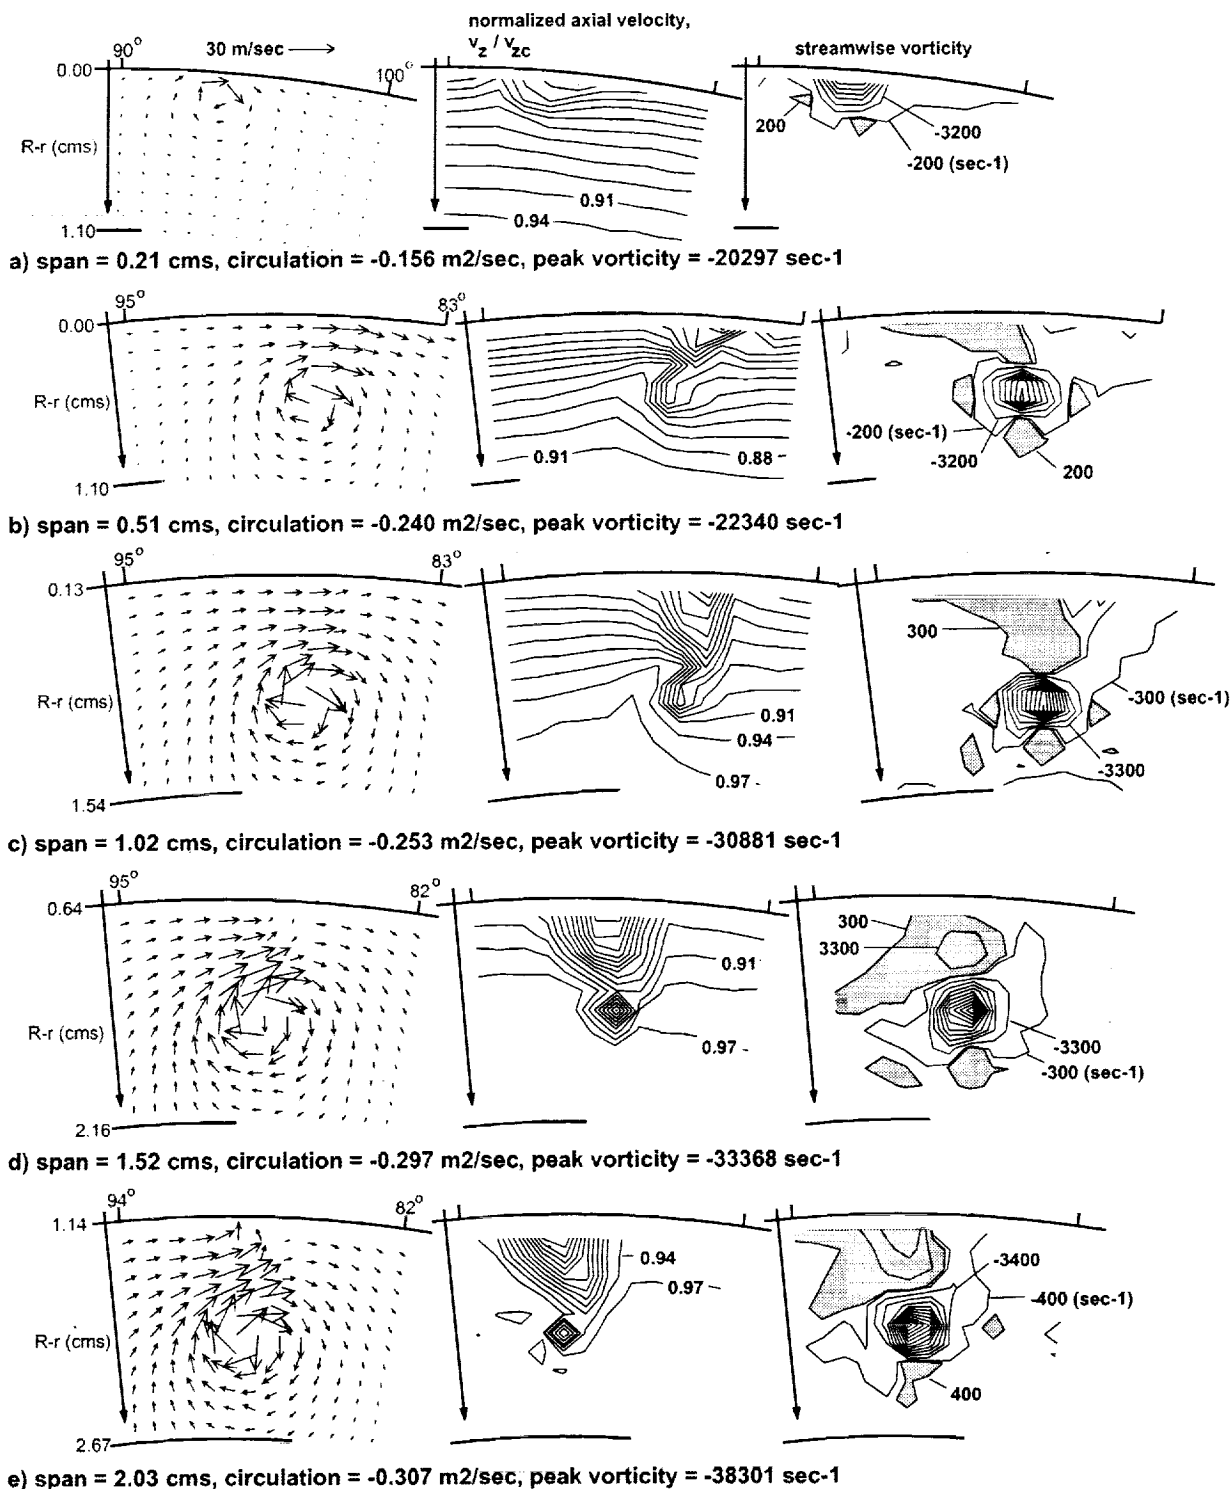 normalized axial velocity,
v_z / v_zc
90° 30 m/sec
streamwise vorticity
0.00
100°
R-r (cms)
200
-3200
-200 (sec-1)
0.91
0.94
1.10
a) span = 0.21 cms, circulation = -0.156 m2/sec, peak vorticity = -20297 sec-1
95° 83°
0.00
R-r (cms)
-200 (sec-1)
0.91 0.88
-3200
200
1.10
b) span = 0.51 cms, circulation = -0.240 m2/sec, peak vorticity = -22340 sec-1
95° 83°
0.13
300
R-r (cms)
-300 (sec-1)
0.91
0.94
-3300
0.97
1.54
c) span = 1.02 cms, circulation = -0.253 m2/sec, peak vorticity = -30881 sec-1
95° 82°
0.64
300
3300
0.91
R-r (cms)
0.97
-3300
-300 (sec-1)
2.16
d) span = 1.52 cms, circulation = -0.297 m2/sec, peak vorticity = -33368 sec-1
94° 82°
1.14
0.94
-3400
0.97
-400 (sec-1)
R-r (cms)
400
2.67
e) span = 2.03 cms, circulation = -0.307 m2/sec, peak vorticity = -38301 sec-1